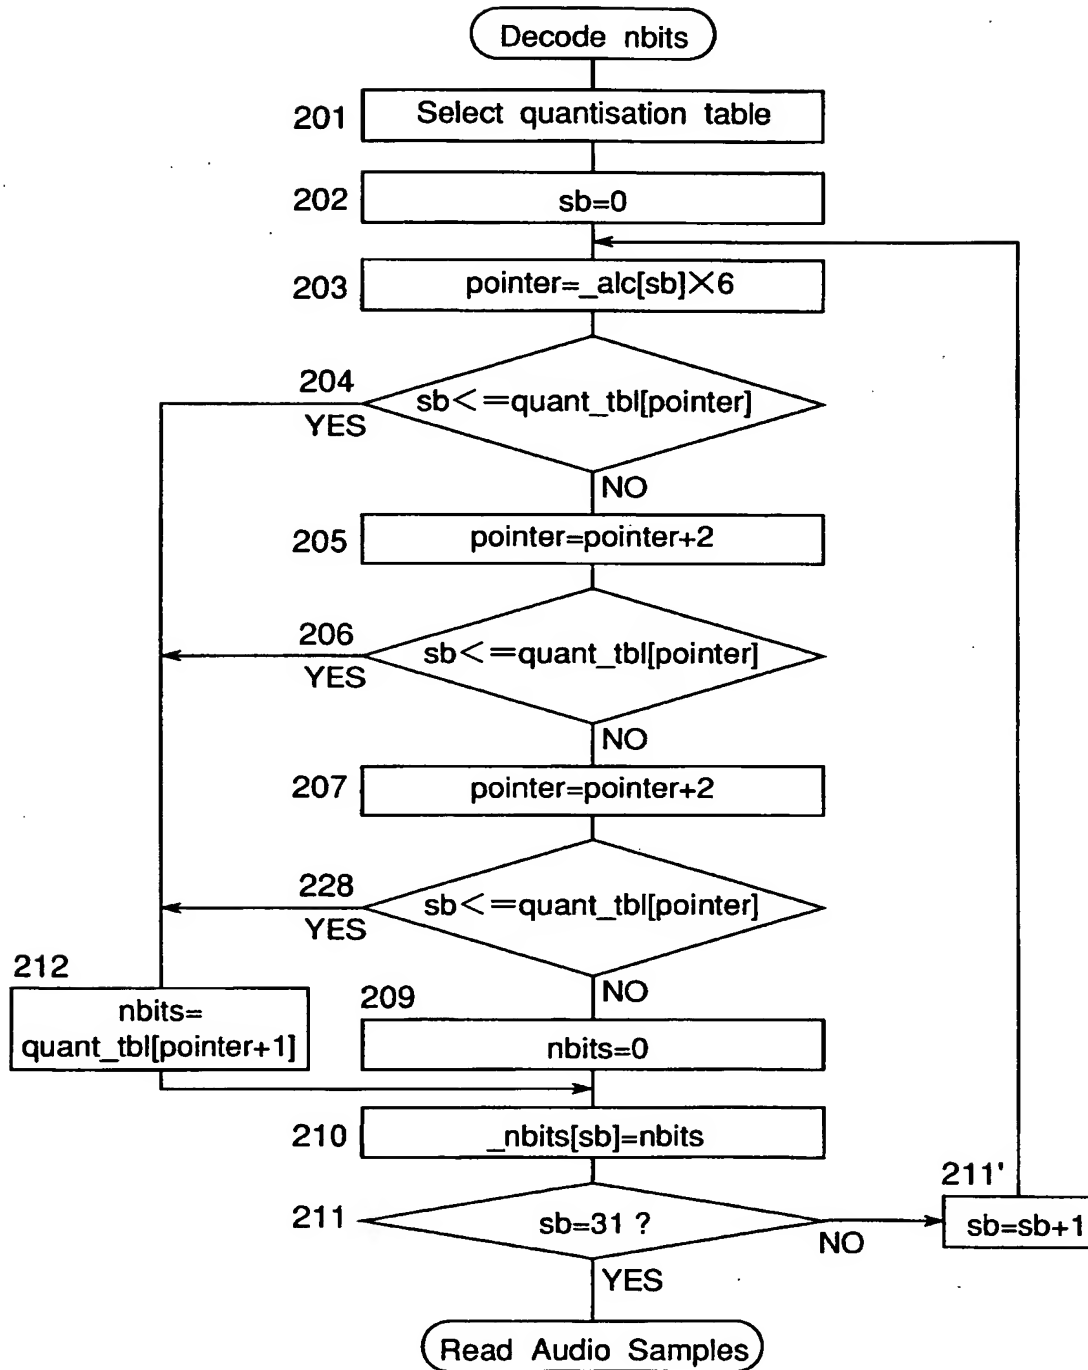 Decode nbits
201
Select quantisation table
202
sb=0
203
pointer=_alc[sb]×6
204
sb<=quant_tbl[pointer]
YES
NO
205
pointer=pointer+2
206
sb<=quant_tbl[pointer]
YES
NO
207
pointer=pointer+2
228
sb<=quant_tbl[pointer]
YES
NO
212
nbits=
quant_tbl[pointer+1]
209
nbits=0
210
_nbits[sb]=nbits
211
sb=31 ?
NO
211'
sb=sb+1
YES
Read Audio Samples